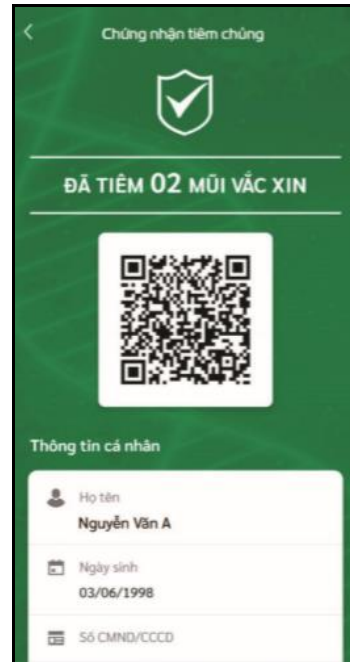 Chứng nhận tiêm chủng
ĐÃ TIÊM 02 MŨI VẮC XIN
Thông tin cá nhân
Họ tên
Nguyễn Văn A
Ngày sinh
03/06/1998
Số CMND/CCCD